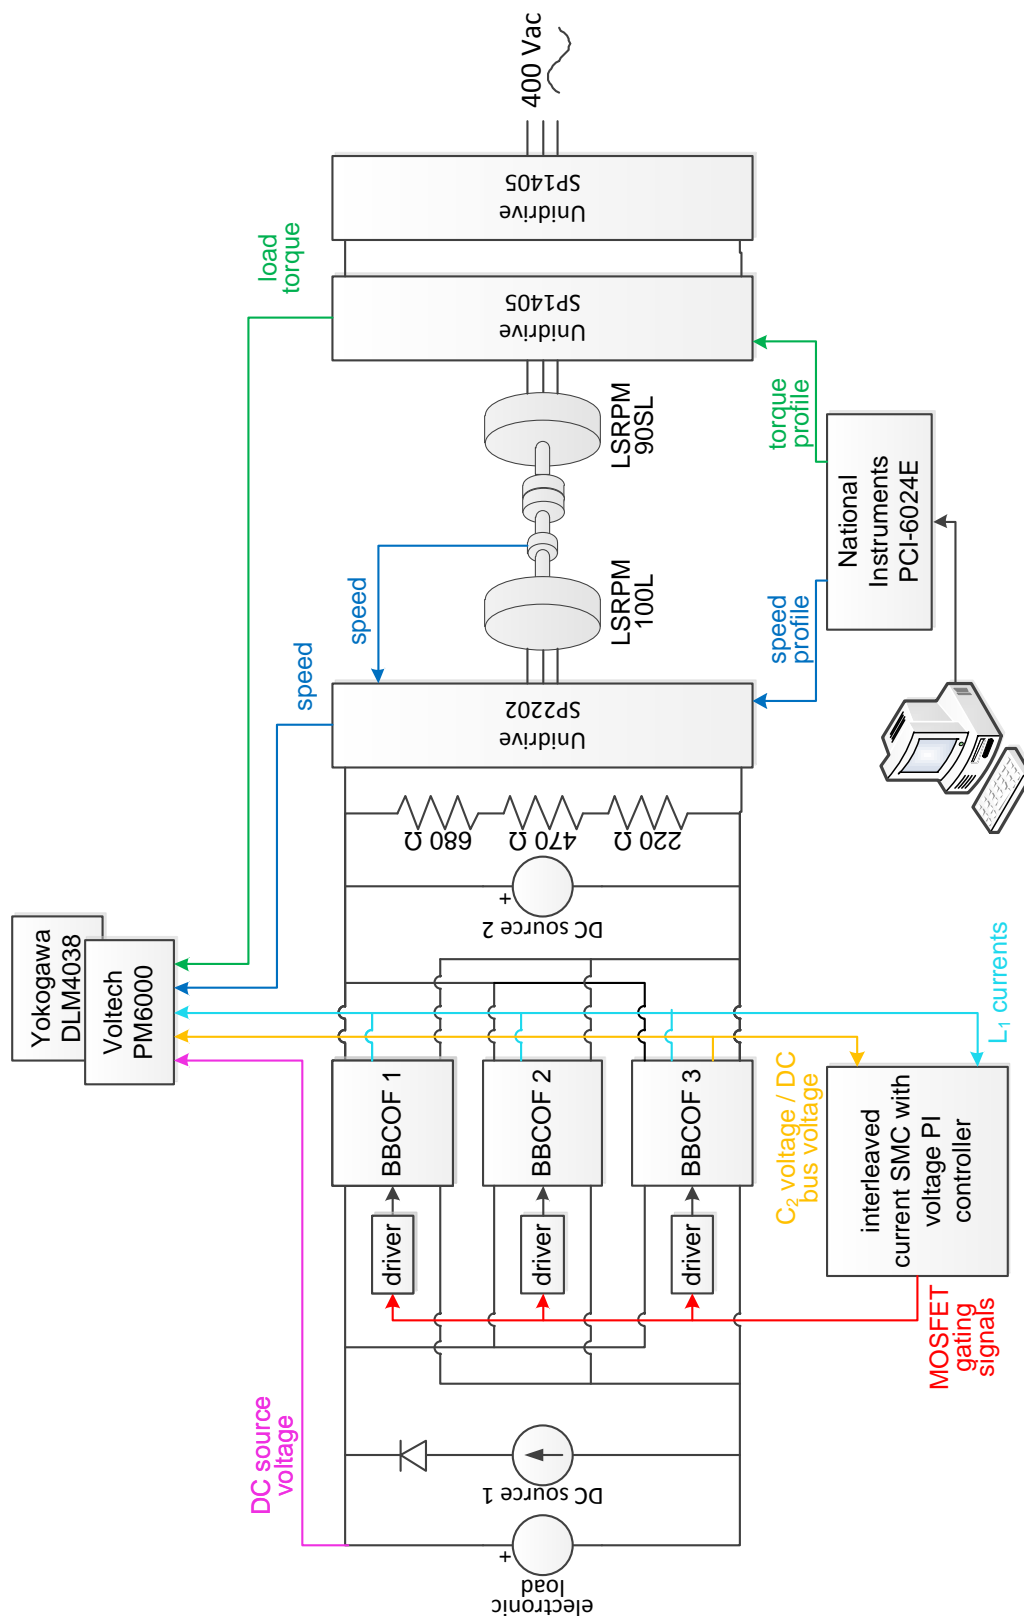 Yokogawa
DLM4038
Voltech
PM6000
DC source
voltage
speed
speed
load
torque
electronic
load
+
DC source 1
driver
BBCOF 1
driver
BBCOF 2
driver
BBCOF 3
DC source 2
+
680 Ω
470 Ω
220 Ω
Unidrive
SP2202
LSRPM
100L
LSRPM
90SL
Unidrive
SP1405
Unidrive
SP1405
400 Vac
MOSFET
gating
signals
interleaved
current SMC with
voltage PI
controller
C₂ voltage / DC
bus voltage
L₁ currents
speed
profile
National
Instruments
PCI-6024E
torque
profile